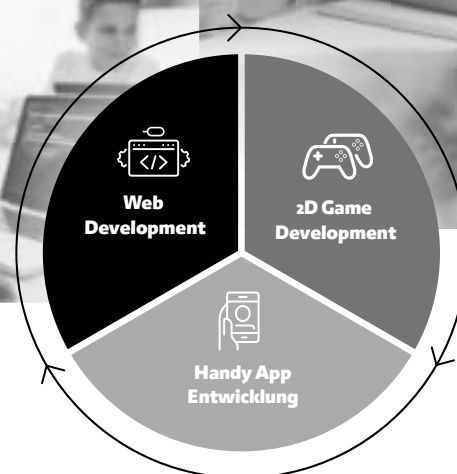 </>
Web
Development
2D Game
Development
Handy App
Entwicklung